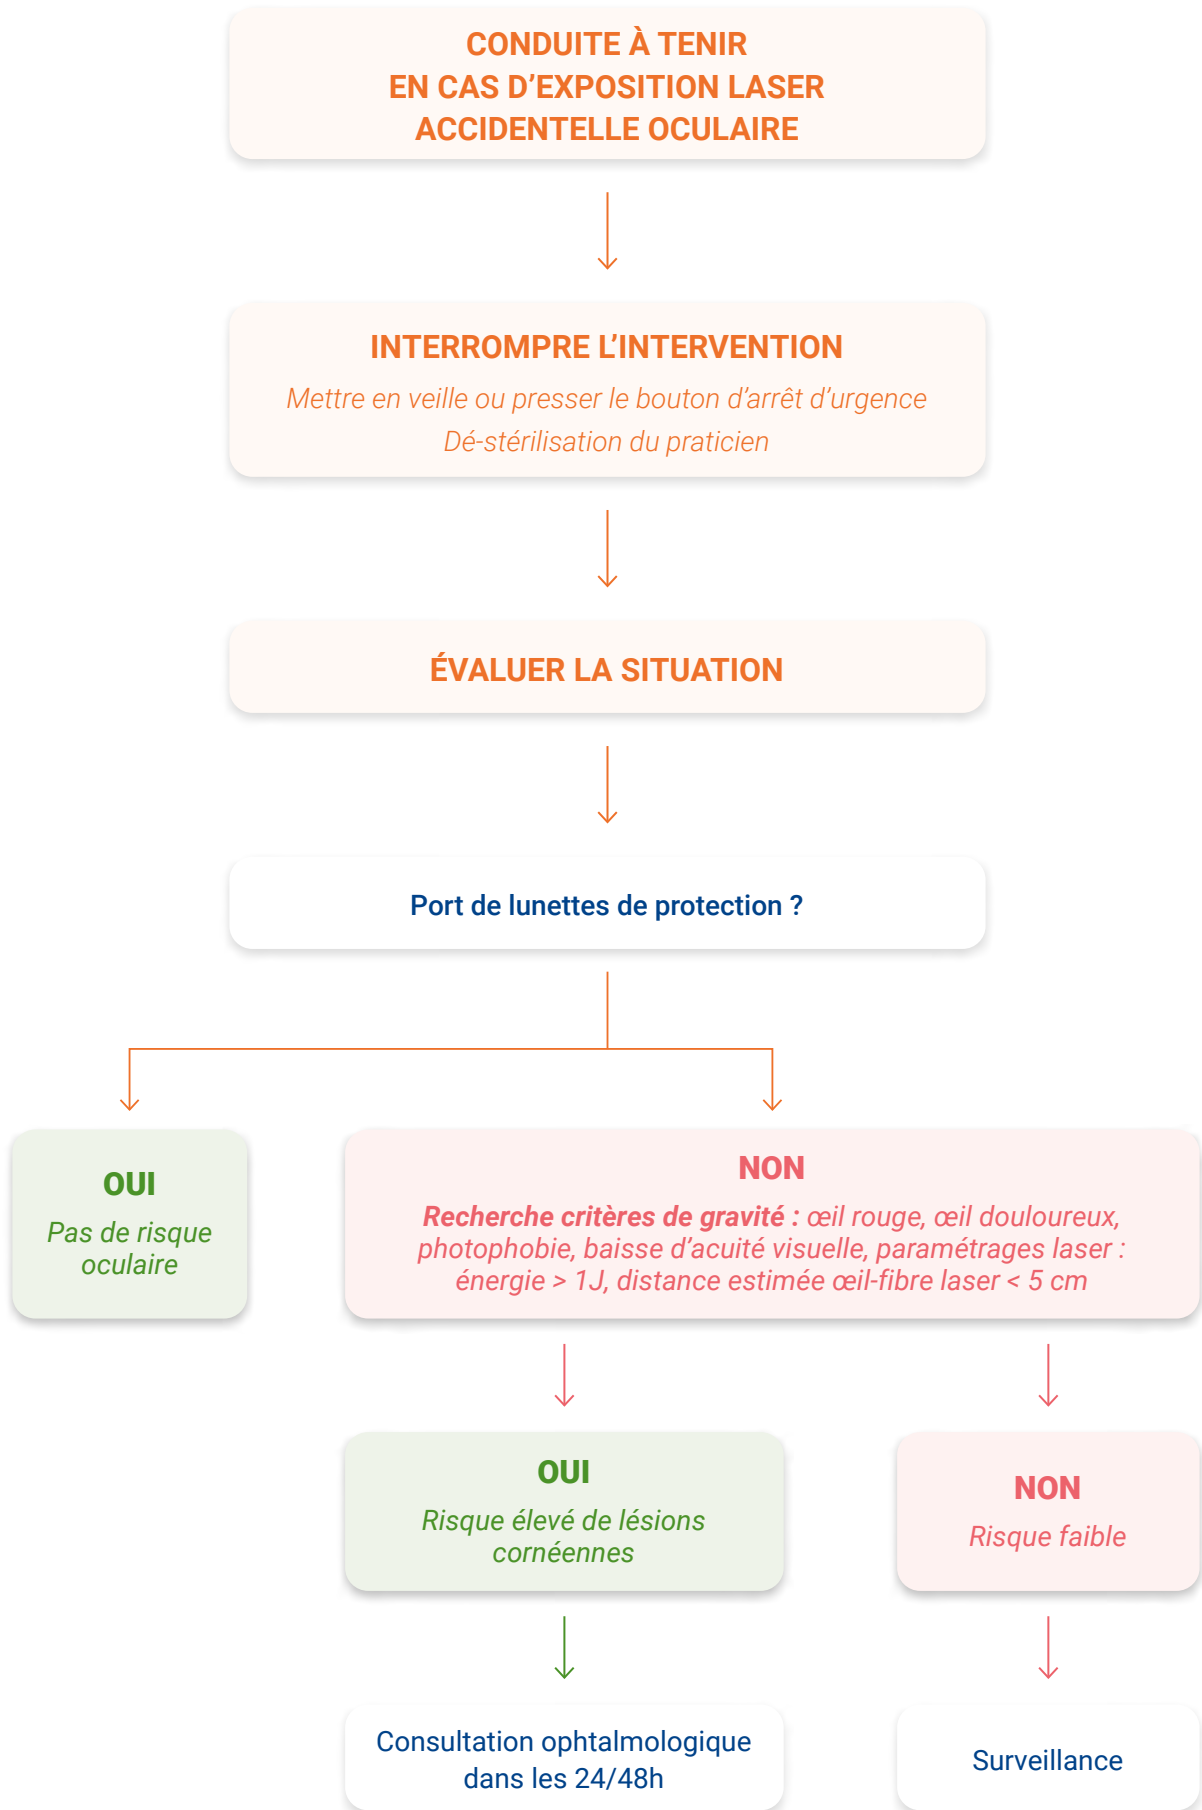 CONDUITE À TENIR
EN CAS D’EXPOSITION LASER
ACCIDENTELLE OCULAIRE
INTERROMPRE L’INTERVENTION
Mettre en veille ou presser le bouton d’arrêt d’urgence
Dé-stérilisation du praticien
ÉVALUER LA SITUATION
Port de lunettes de protection ?
OUI
Pas de risque
oculaire
NON
Recherche critères de gravité : œil rouge, œil douloureux,
photophobie, baisse d’acuité visuelle, paramétrages laser :
énergie > 1J, distance estimée œil-fibre laser < 5 cm
OUI
Risque élevé de lésions
cornéennes
NON
Risque faible
Consultation ophtalmologique
dans les 24/48h
Surveillance